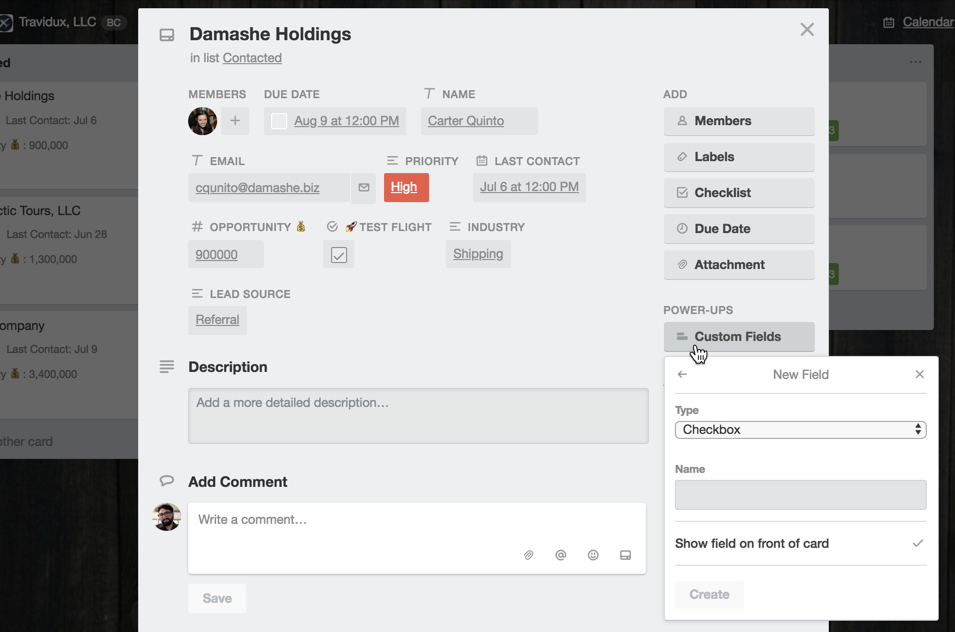 Travidux, LLC BC
Calendar
ed
Holdings
Last Contact: Jul 6
ty 💰 : 900,000
ctic Tours, LLC
Last Contact: Jun 28
ty 💰 : 1,300,000
ompany
Last Contact: Jul 9
ty 💰 : 3,400,000
other card
3
3
Damashe Holdings
in list Contacted
MEMBERS DUE DATE NAME
Aug 9 at 12:00 PM Carter Quinto
EMAIL PRIORITY LAST CONTACT
cqunito@damashe.biz High Jul 6 at 12:00 PM
OPPORTUNITY 💰 🚀TEST FLIGHT INDUSTRY
900000 Shipping
LEAD SOURCE
Referral
Description
Add a more detailed description…
Add Comment
Write a comment…
Save
ADD
Members
Labels
Checklist
Due Date
Attachment
POWER-UPS
Custom Fields
New Field
Type
Checkbox
Name
Show field on front of card
Create